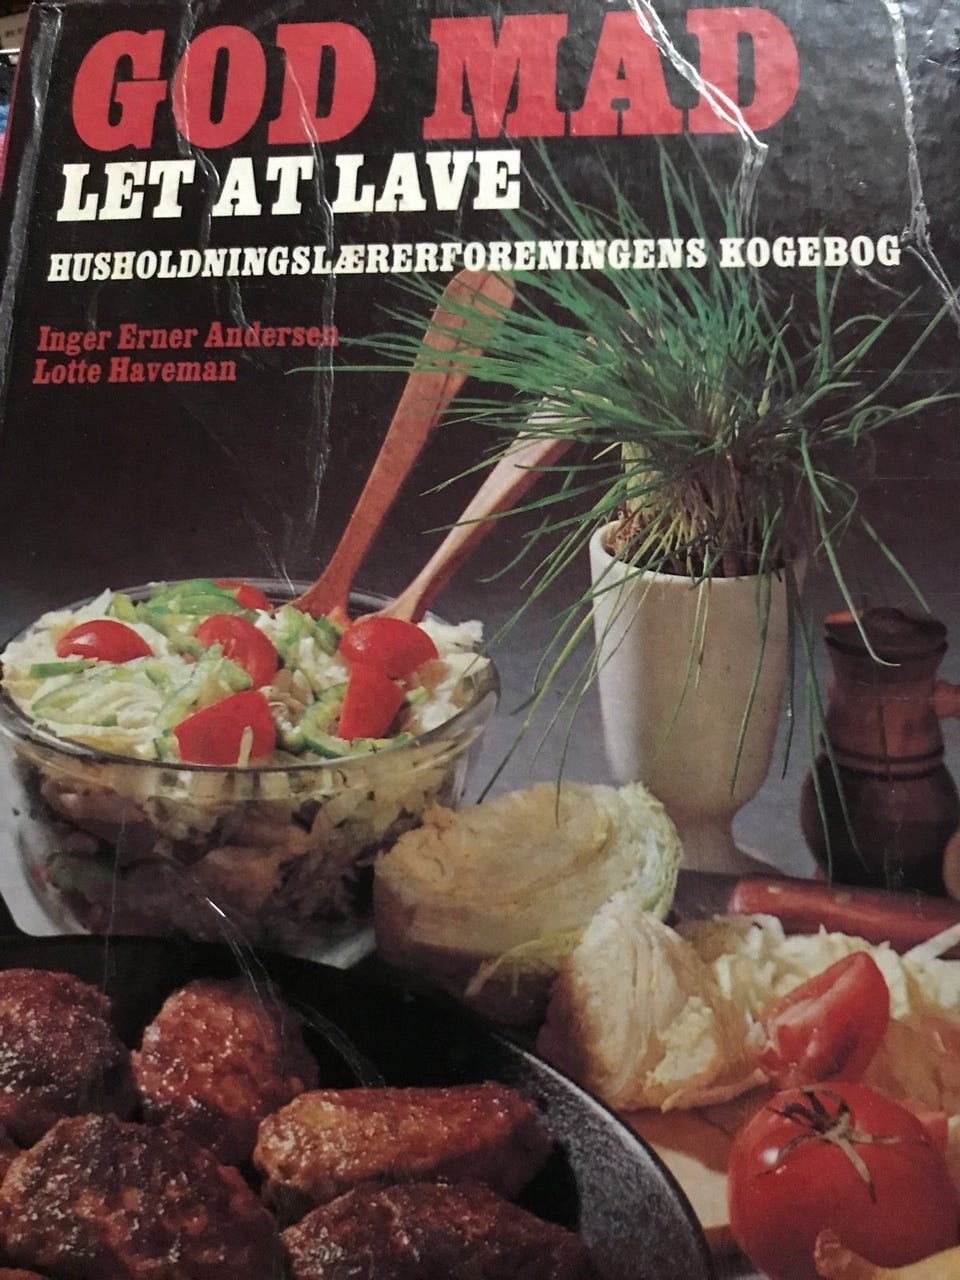 GOD MAD
LET AT LAVE
HUSHOLDNINGSLÆRERFORENINGENS KOGEBOG
Inger Erner Andersen
Lotte Haveman